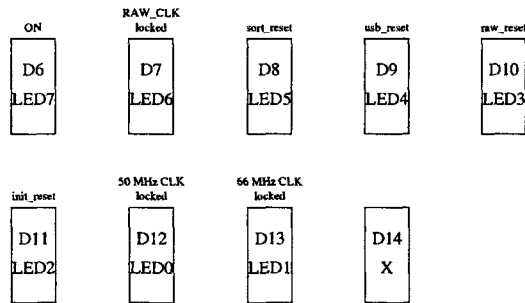 ON
RAW_CLK
locked
sort_reset
usb_reset
raw_reset
D6
D7
D8
D9
D10
LED7
LED6
LED5
LED4
LED3
init_reset
50 MHz CLK
locked
66 MHz CLK
locked
D11
D12
D13
D14
LED2
LED0
LED1
X